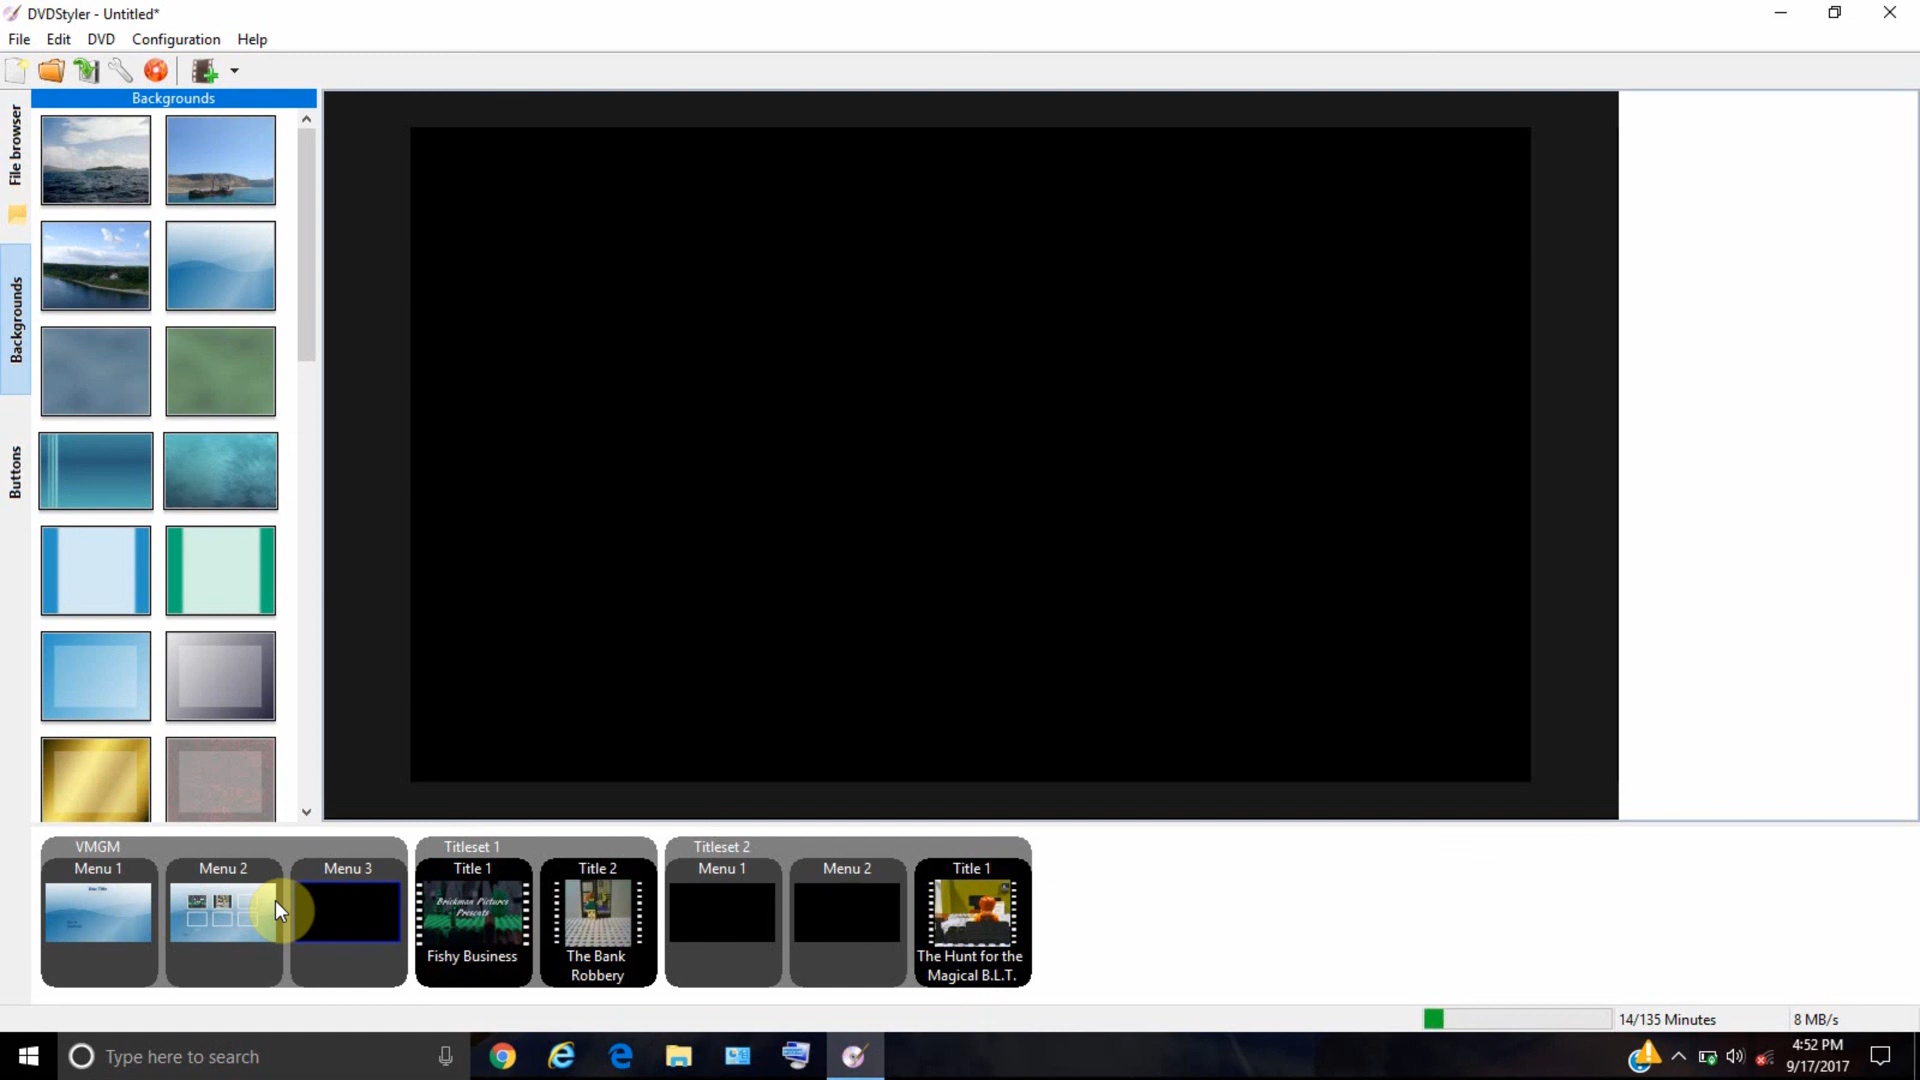 DVDStyler - Untitled*
File Edit DVD Configuration Help
File browser
Backgrounds
Buttons
Backgrounds
VMGM
Menu 1
Menu 2
Menu 3
Titleset 1
Title 1
Brickman Pictures
Presents
Fishy Business
Title 2
The Bank
Robbery
Titleset 2
Menu 1
Menu 2
Title 1
The Hunt for the
Magical B.L.T.
14/135 Minutes
8 MB/s
Type here to search
4:52 PM
9/17/2017